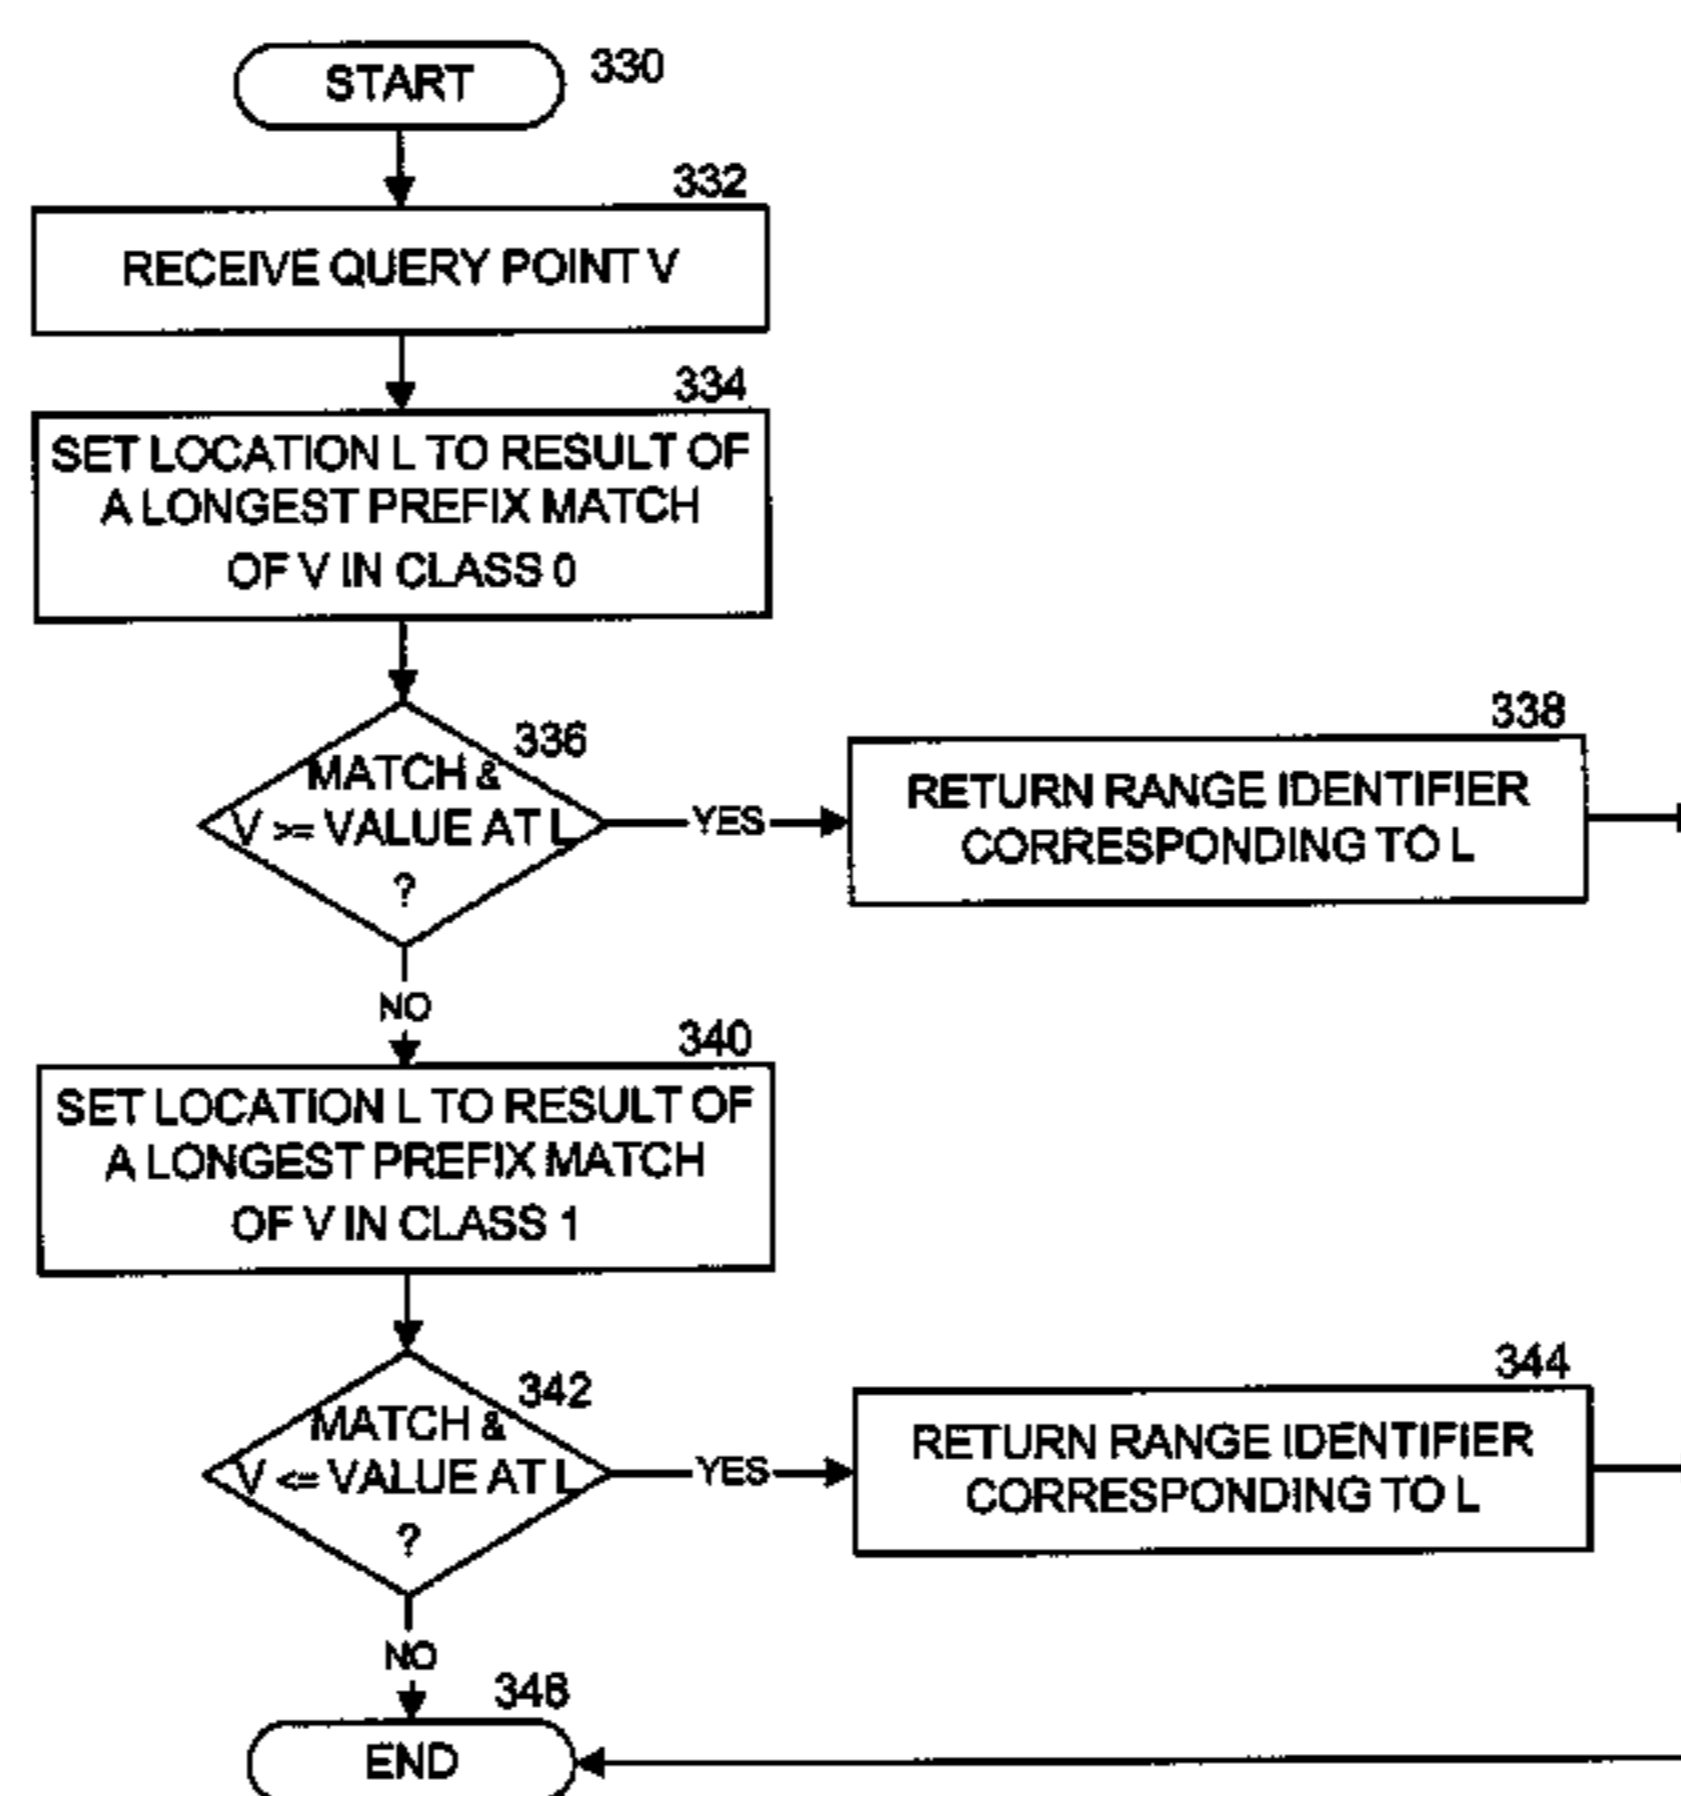 START
330
332
RECEIVE QUERY POINT V
334
SET LOCATION L TO RESULT OF
A LONGEST PREFIX MATCH
OF V IN CLASS 0
336
MATCH &
V >= VALUE AT L
?
YES
338
RETURN RANGE IDENTIFIER
CORRESPONDING TO L
NO
340
SET LOCATION L TO RESULT OF
A LONGEST PREFIX MATCH
OF V IN CLASS 1
342
MATCH &
V <= VALUE AT L
?
YES
344
RETURN RANGE IDENTIFIER
CORRESPONDING TO L
NO
346
END